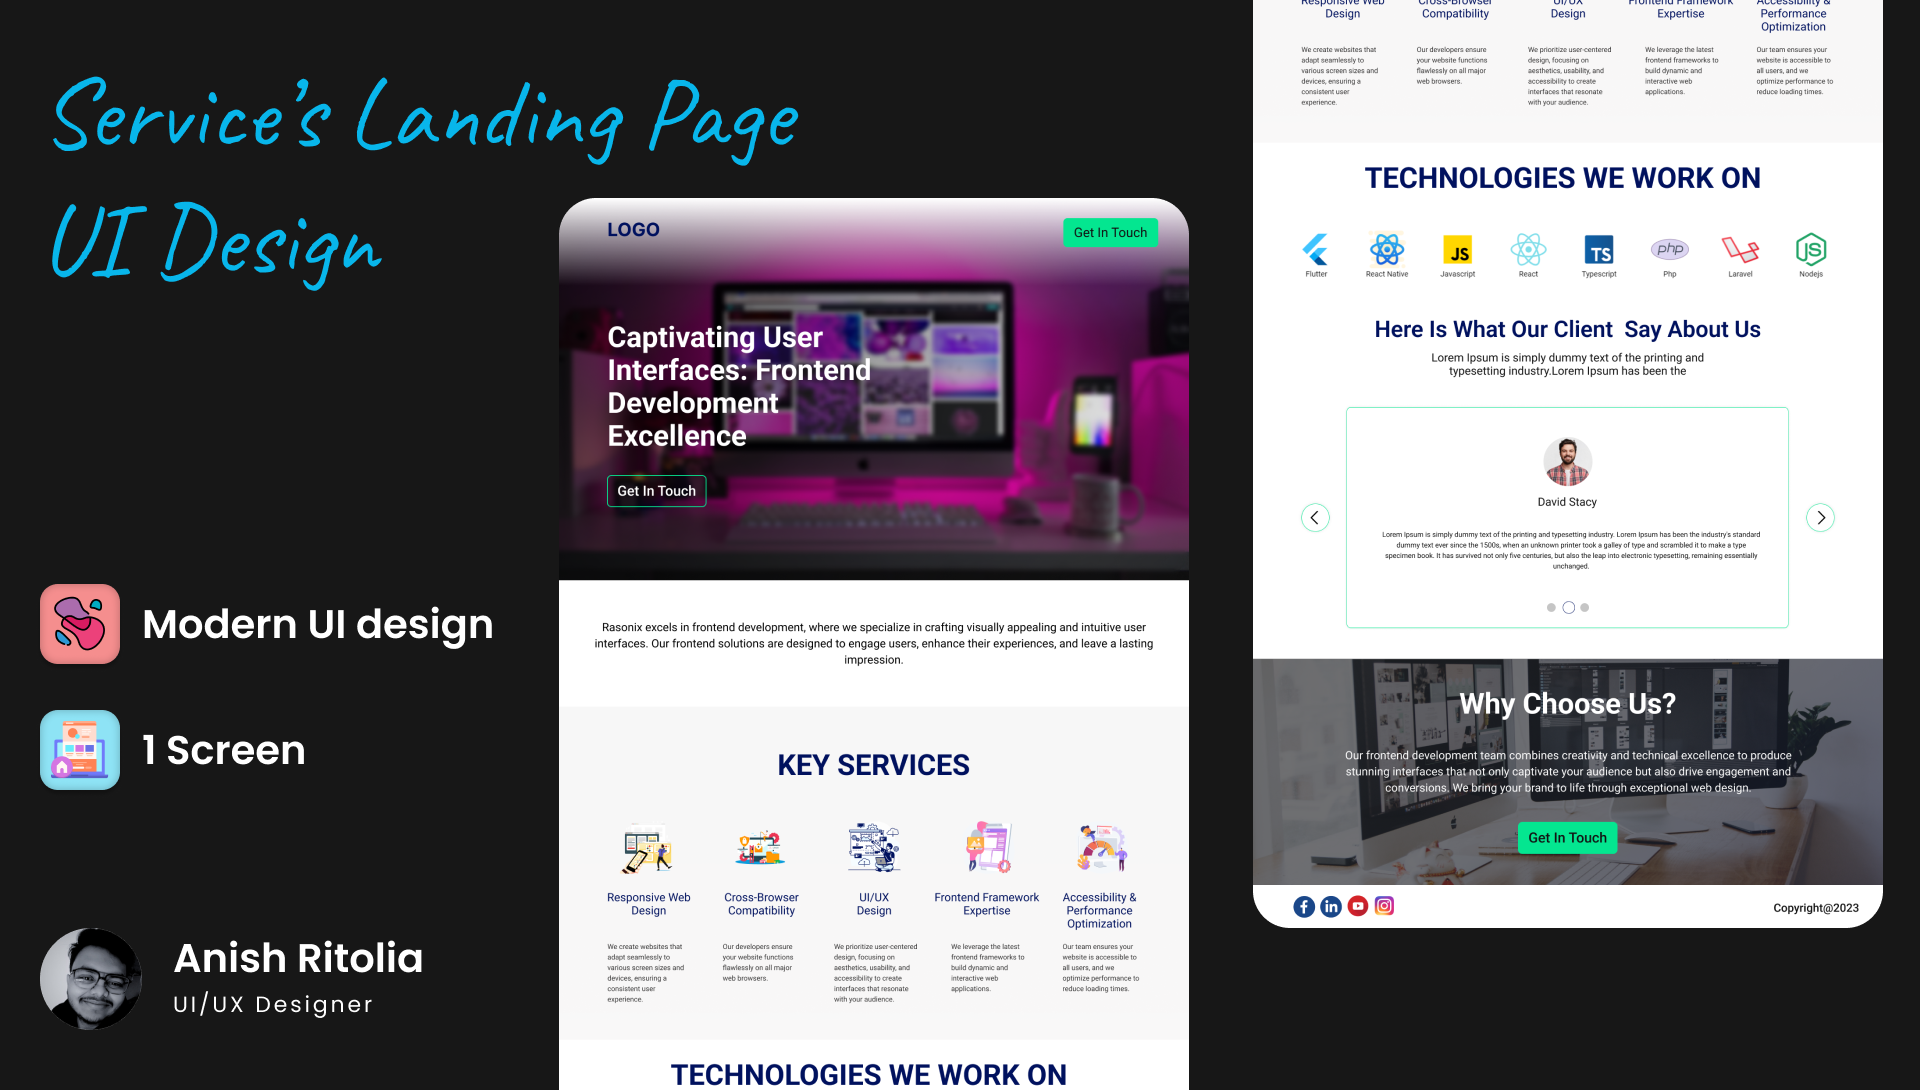 Service's Landing Page
UI Design
Modern UI design
1 Screen
Anish Ritolia
UI/UX Designer
LOGO
Get In Touch
Captivating User
Interfaces: Frontend
Development
Excellence
Get In Touch
Rasonix excels in frontend development, where we specialize in crafting visually appealing and intuitive user
interfaces. Our frontend solutions are designed to engage users, enhance their experiences, and leave a lasting
impression.
KEY SERVICES
Responsive Web
Design
We create websites that
adapt seamlessly to
various screen sizes and
devices, ensuring a
consistent user
experience.
Cross-Browser
Compatibility
Our developers ensure
your website functions
flawlessly on all major
web browsers.
UI/UX
Design
We prioritize user-centered
design, focusing on
aesthetics, usability, and
accessibility to create
interfaces that resonate
with your audience.
Frontend Framework
Expertise
We leverage the latest
frontend frameworks to
build dynamic and
interactive web
applications.
Accessibility &
Performance
Optimization
Our team ensures your
website is accessible to
all users, and we
optimize performance to
reduce loading times.
TECHNOLOGIES WE WORK ON
Responsive Web
Design
We create websites that
adapt seamlessly to
various screen sizes and
devices, ensuring a
consistent user
experience.
Cross-Browser
Compatibility
Our developers ensure
your website functions
flawlessly on all major
web browsers.
UI/UX
Design
We prioritize user-centered
design, focusing on
aesthetics, usability, and
accessibility to create
interfaces that resonate
with your audience.
Frontend Framework
Expertise
We leverage the latest
frontend frameworks to
build dynamic and
interactive web
applications.
Accessibility &
Performance
Optimization
Our team ensures your
website is accessible to
all users, and we
optimize performance to
reduce loading times.
TECHNOLOGIES WE WORK ON
JS
TS
php
JS
Flutter
React Native
Javascript
React
Typescript
Php
Laravel
Nodejs
Here Is What Our Client Say About Us
Lorem Ipsum is simply dummy text of the printing and
typesetting industry.Lorem Ipsum has been the
David Stacy
Lorem Ipsum is simply dummy text of the printing and typesetting industry. Lorem Ipsum has been the industry's standard
dummy text ever since the 1500s, when an unknown printer took a galley of type and scrambled it to make a type
specimen book. It has survived not only five centuries, but also the leap into electronic typesetting, remaining essentially
unchanged.
Why Choose Us?
Our frontend development team combines creativity and technical excellence to produce
stunning interfaces that not only captivate your audience but also drive engagement and
conversions. We bring your brand to life through exceptional web design.
Get In Touch
f
in
Copyright@2023